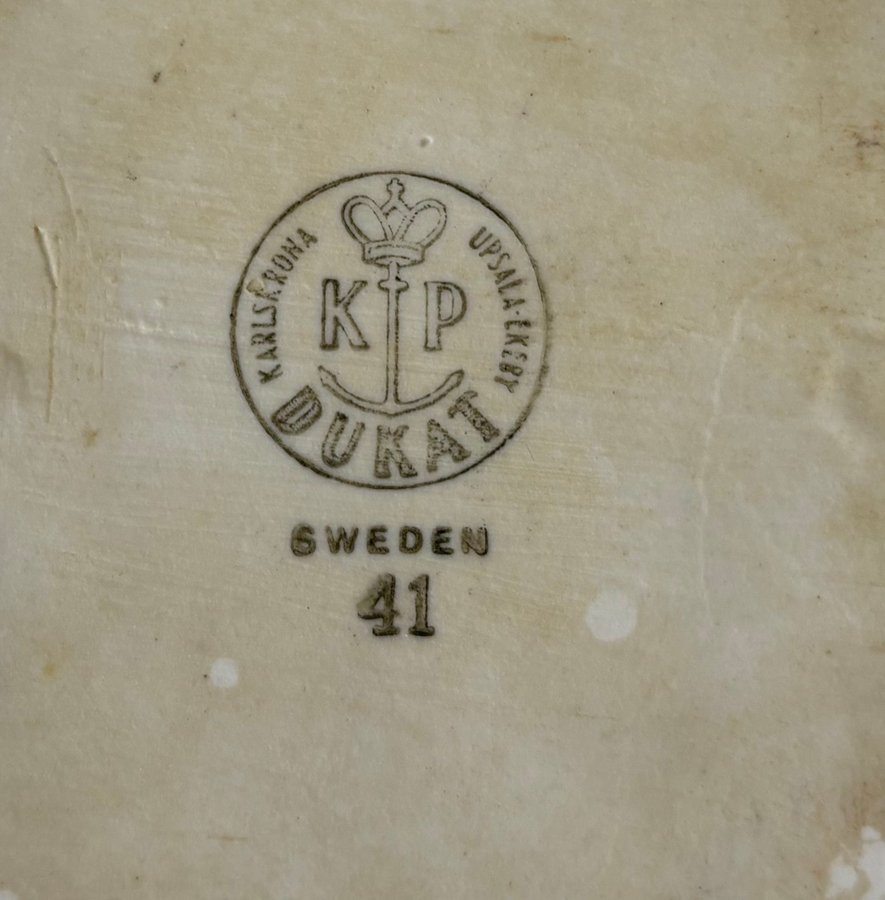 KARLSKRONA
UPSALA-EKEBY
K P
DUKAT
SWEDEN
41